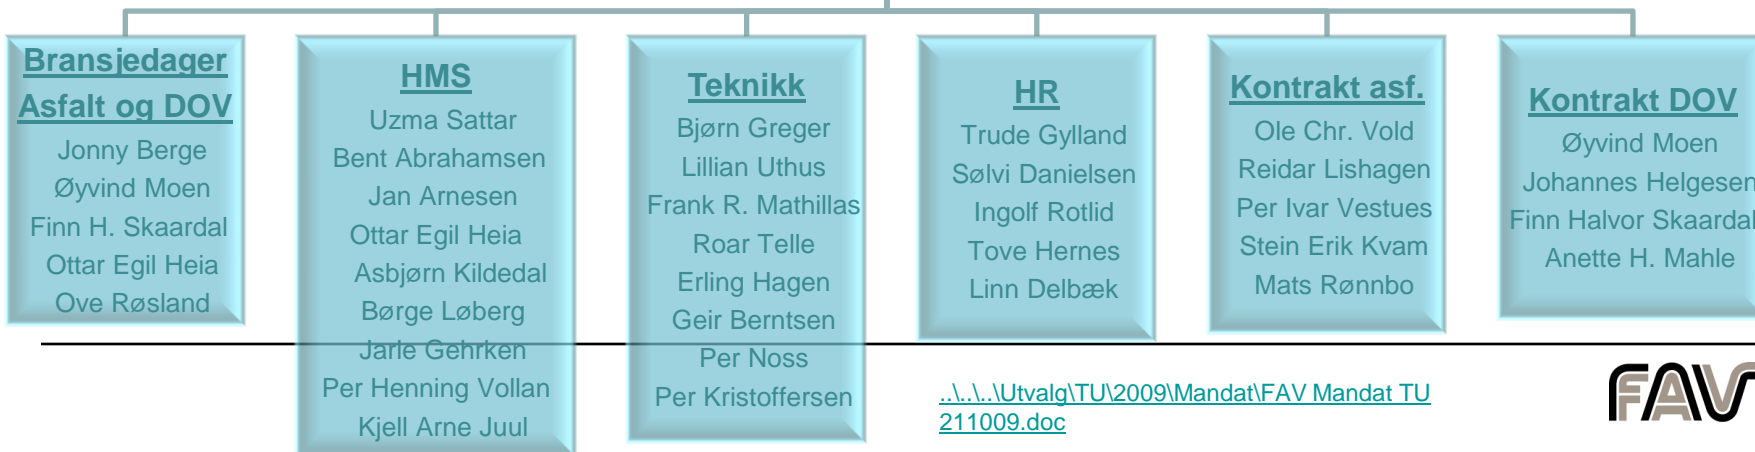 Bransjedager
Asfalt og DOV
Jonny Berge
Øyvind Moen
Finn H. Skaardal
Ottar Egil Heia
Ove Røsland
HMS
Uzma Sattar
Bent Abrahamsen
Jan Arnesen
Ottar Egil Heia
Asbjørn Kildedal
Børge Løberg
Jarle Gehrken
Per Henning Vollan
Kjell Arne Juul
Teknikk
Bjørn Greger
Lillian Uthus
Frank R. Mathillas
Roar Telle
Erling Hagen
Geir Berntsen
Per Noss
Per Kristoffersen
HR
Trude Gylland
Sølvi Danielsen
Ingolf Rotlid
Tove Hernes
Linn Delbæk
Kontrakt asf.
Ole Chr. Vold
Reidar Lishagen
Per Ivar Vestues
Stein Erik Kvam
Mats Rønnbo
Kontrakt DOV
Øyvind Moen
Johannes Helgesen
Finn Halvor Skaardal
Anette H. Mahle
..\..\..\Utvalg\TU\2009\Mandat\FAV Mandat TU
211009.doc
FAV